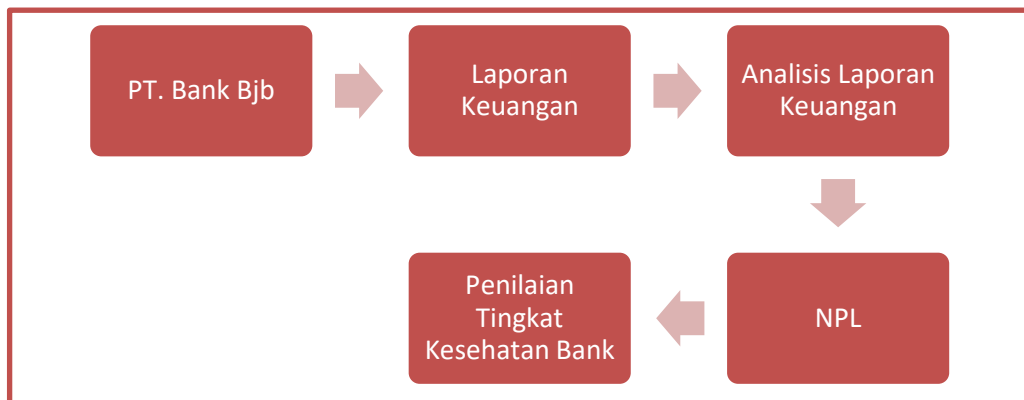 PT. Bank Bjb
Laporan
Keuangan
Analisis Laporan
Keuangan
NPL
Penilaian
Tingkat
Kesehatan Bank